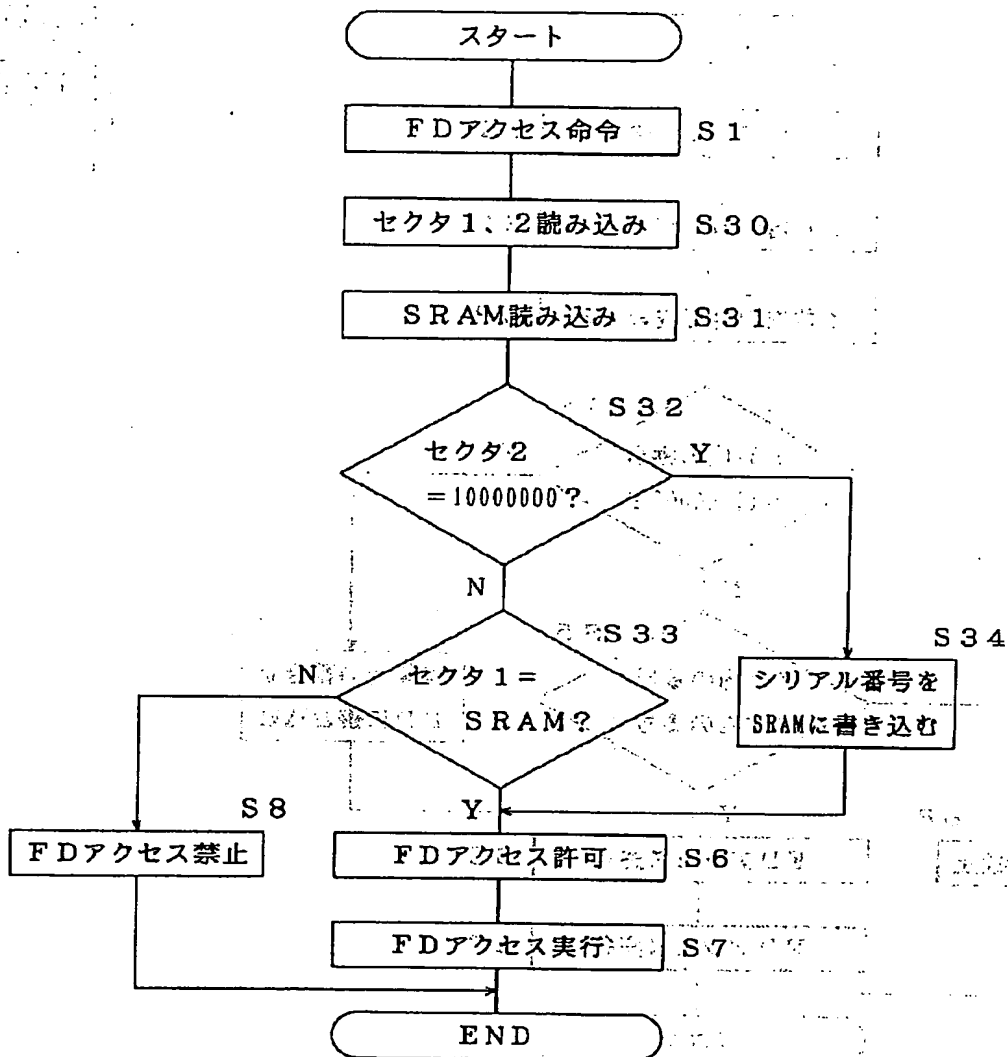 スタート
FDアクセス命令 S1
セクタ1、2読み込み S30
SRAM読み込み S31
S32
セクタ2 Y
=10000000?
N
S33
S34
N セクタ1= シリアル番号を
SRAM? SRAMに書き込む
Y
S8
FDアクセス禁止 FDアクセス許可 S6
FDアクセス実行 S7
END